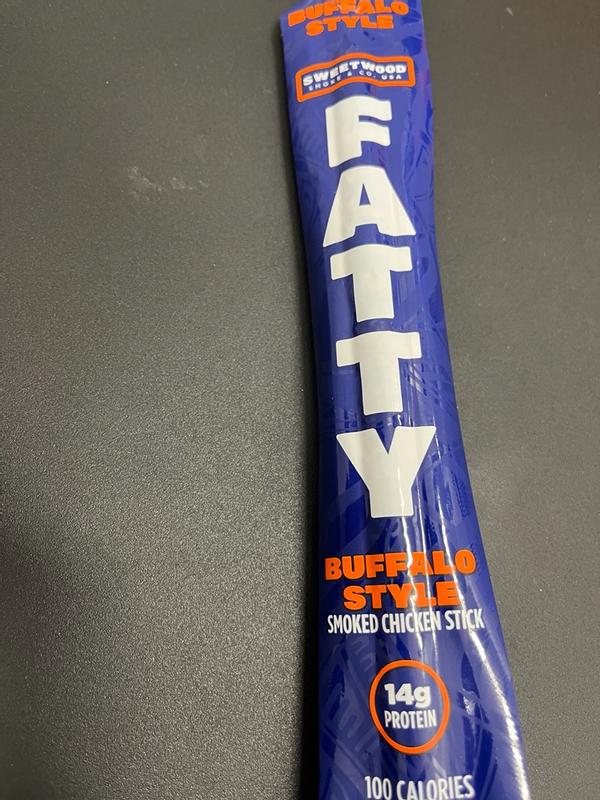 BUFFALO
STYLE
SWEETWOOD
SMOKE & CO. USA
FATTY
BUFFALO
STYLE
SMOKED CHICKEN STICK
14g
PROTEIN
100 CALORIES